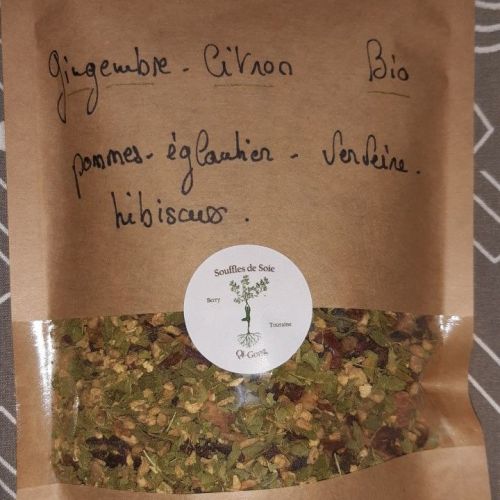 Gingembre - Citron Bio
pommes - églantier - Verveine.
hibiscus.
Souffles de Soie
Berry
Touraine
Qi-Gong